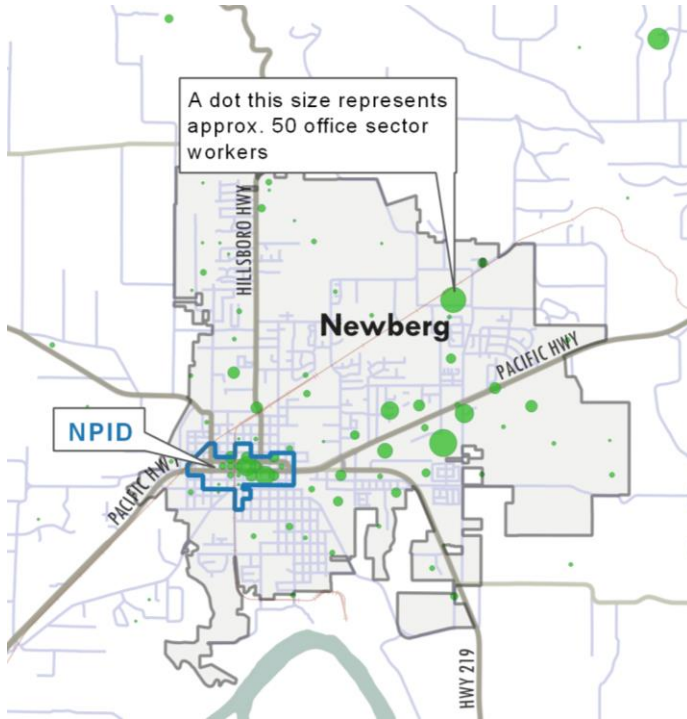 A dot this size represents
approx. 50 office sector
workers
HILLSBORO HWY
Newberg
PACIFIC HWY
NPID
PACIFIC HWY
HWY 219